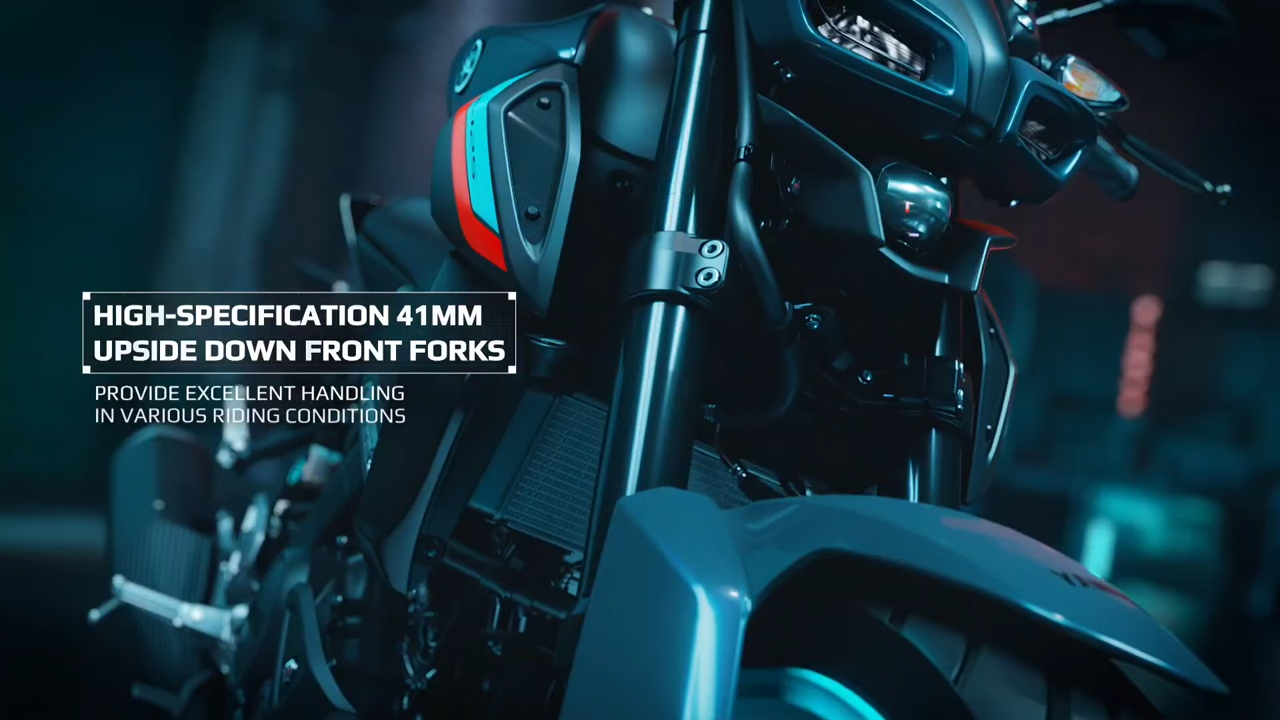 HIGH-SPECIFICATION 41MM
UPSIDE DOWN FRONT FORKS
PROVIDE EXCELLENT HANDLING
IN VARIOUS RIDING CONDITIONS